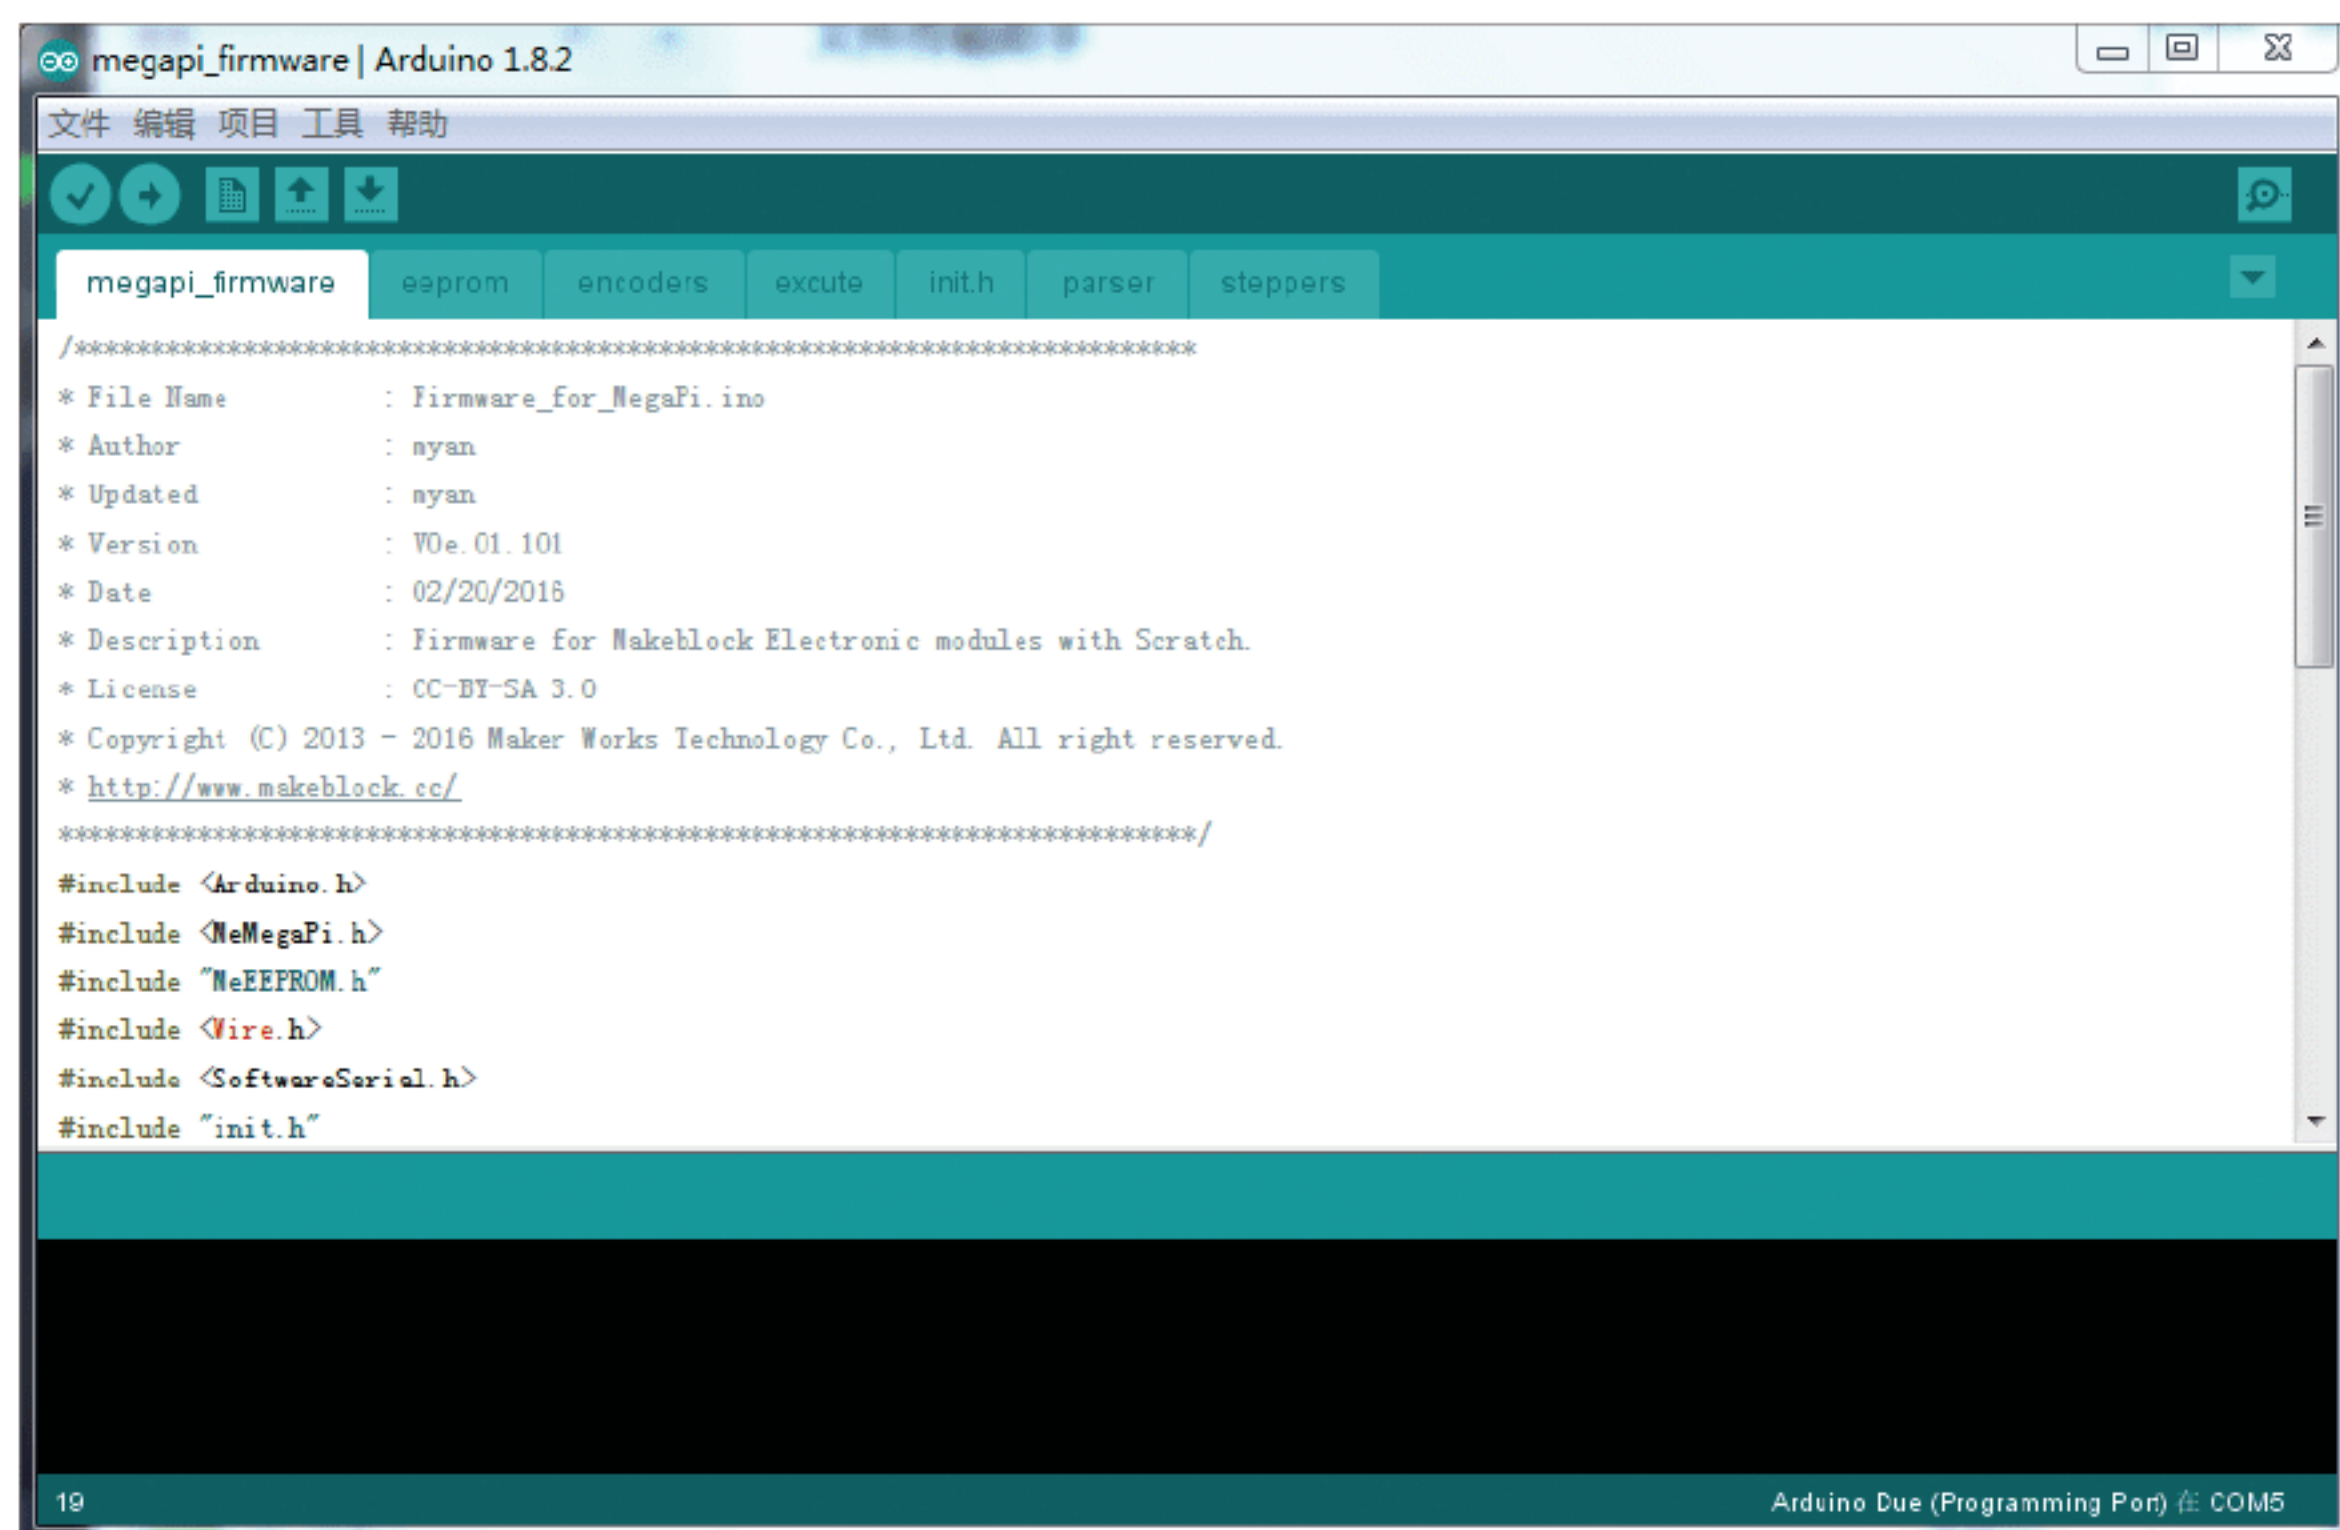 megapi_firmware | Arduino 1.8.2
文件 编辑 项目 工具 帮助
megapi_firmware eeprom encoders excute init.h parser steppers
/*************************************************************************
* File Name : Firmware_for_MegaPi.ino
* Author : myan
* Updated : myan
* Version : V0e.01.101
* Date : 02/20/2016
* Description : Firmware for Makeblock Electronic modules with Scratch.
* License : CC-BY-SA 3.0
* Copyright (C) 2013 - 2016 Maker Works Technology Co., Ltd. All right reserved.
* http://www.makeblock.cc/
**************************************************************************/
#include <Arduino.h>
#include <MeMegaPi.h>
#include "MeEEPROM.h"
#include <Wire.h>
#include <SoftwareSerial.h>
#include "init.h"
19 Arduino Due (Programming Port) 在 COM5